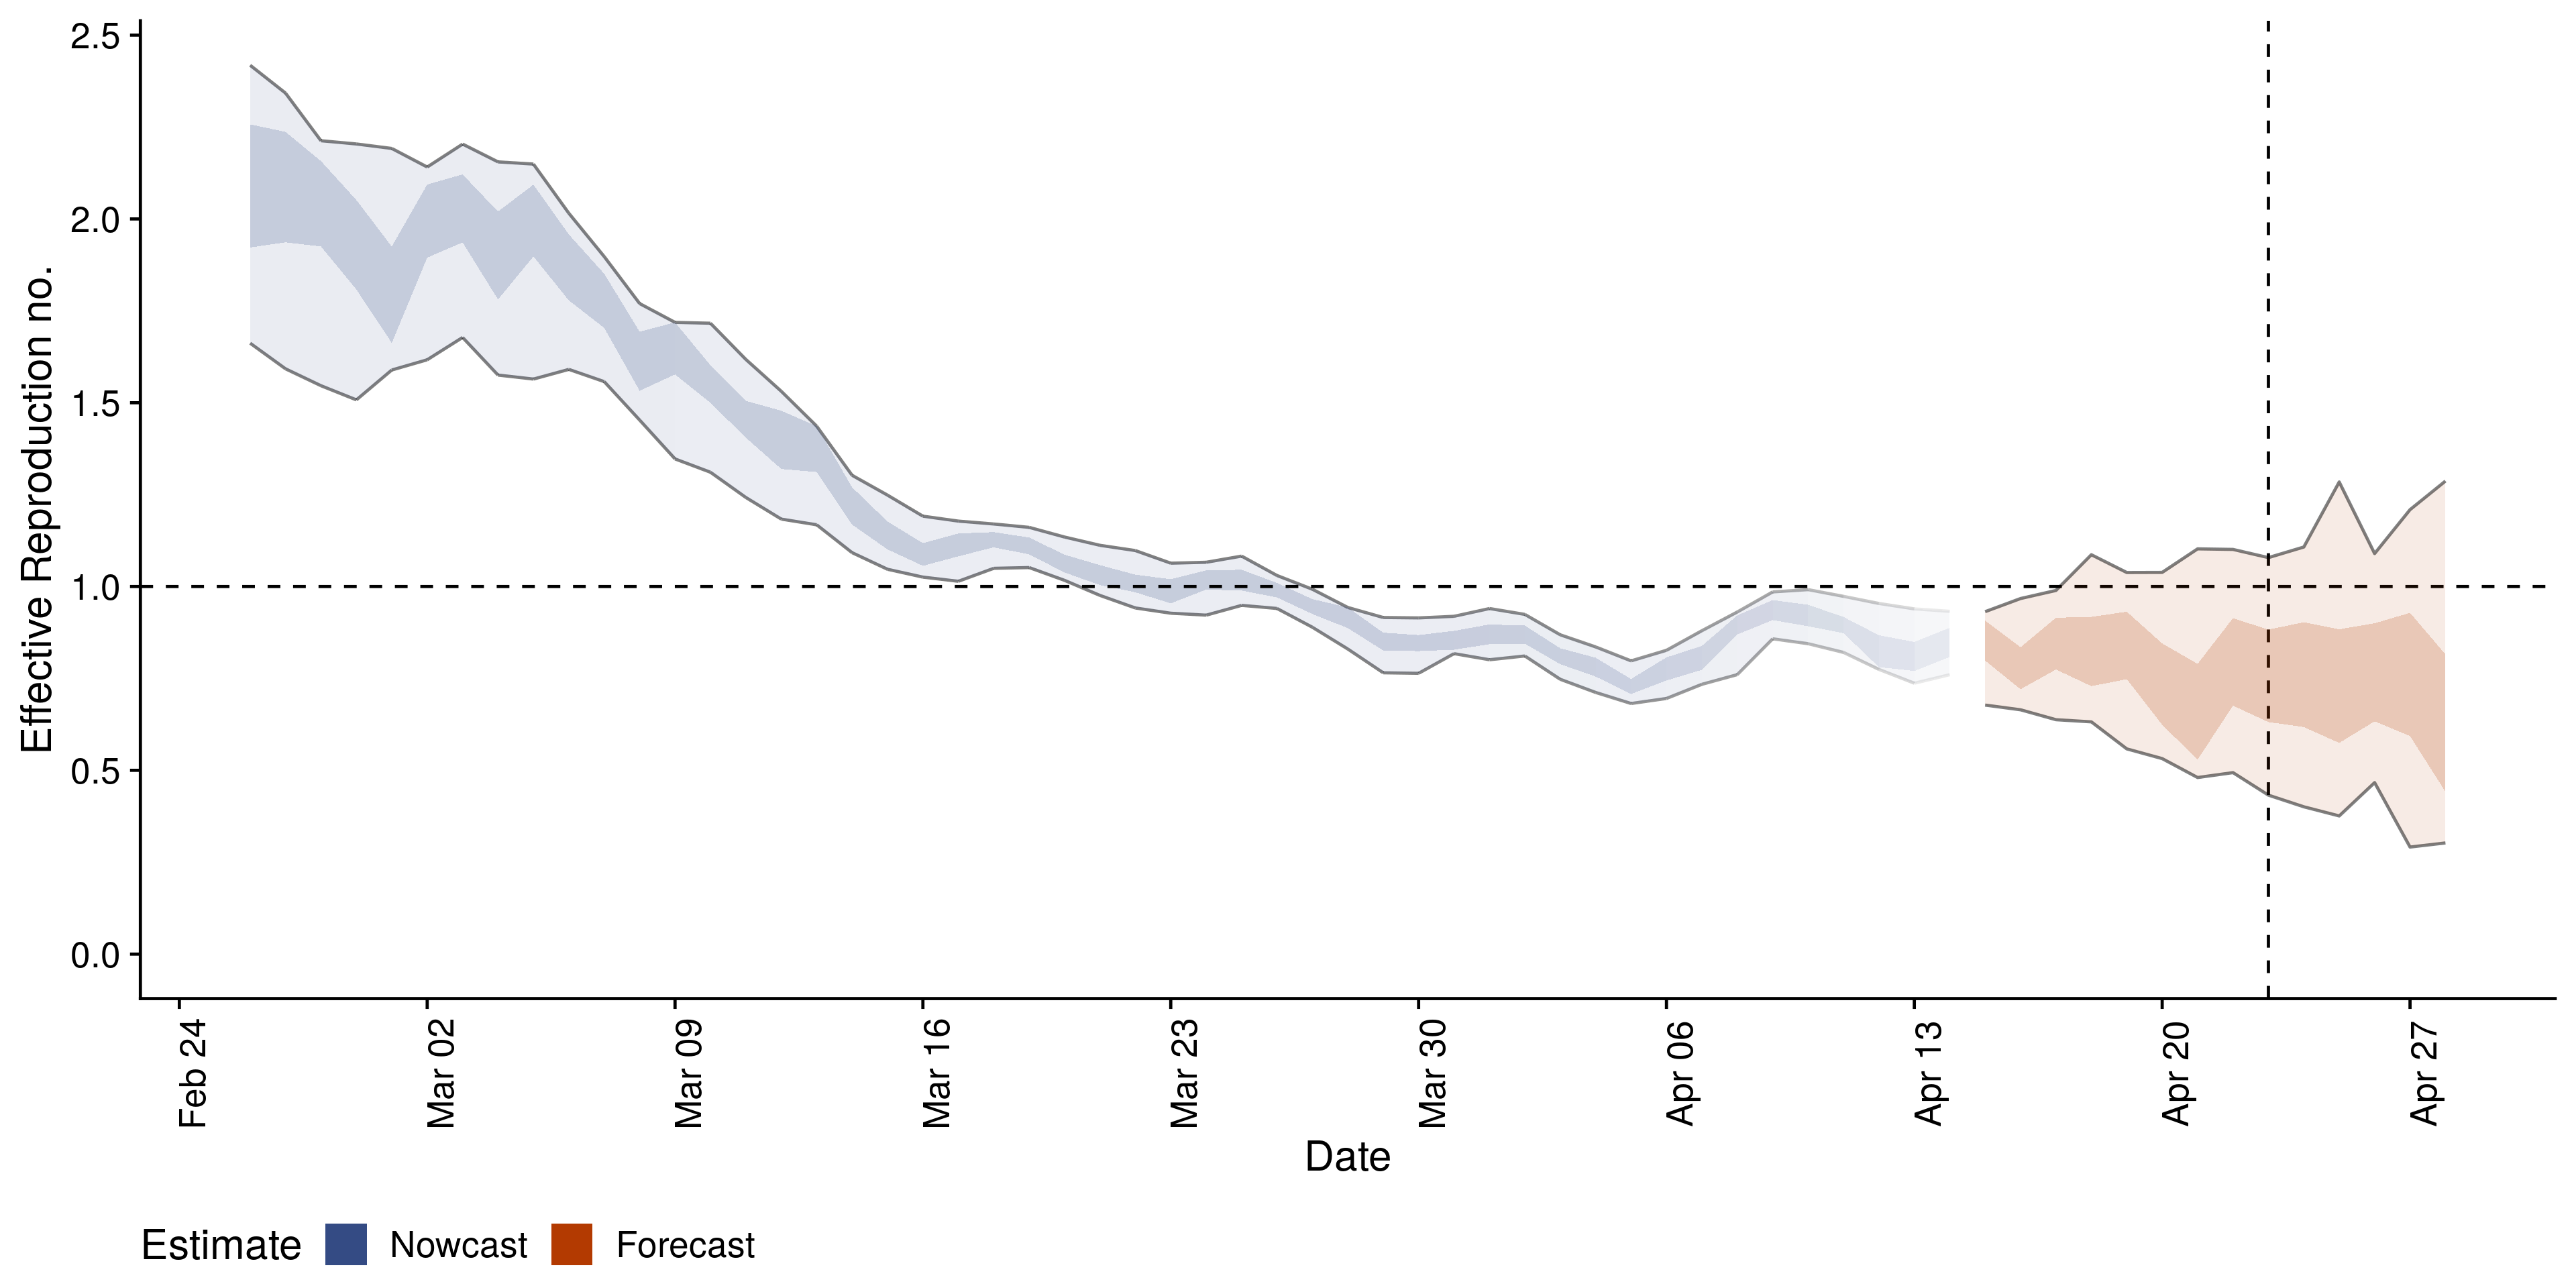 Effective Reproduction no.
2.5
2.0
1.5
1.0
0.5
0.0
Feb 24
Mar 02
Mar 09
Mar 16
Mar 23
Mar 30
Apr 06
Apr 13
Apr 20
Apr 27
Date
Estimate Nowcast Forecast